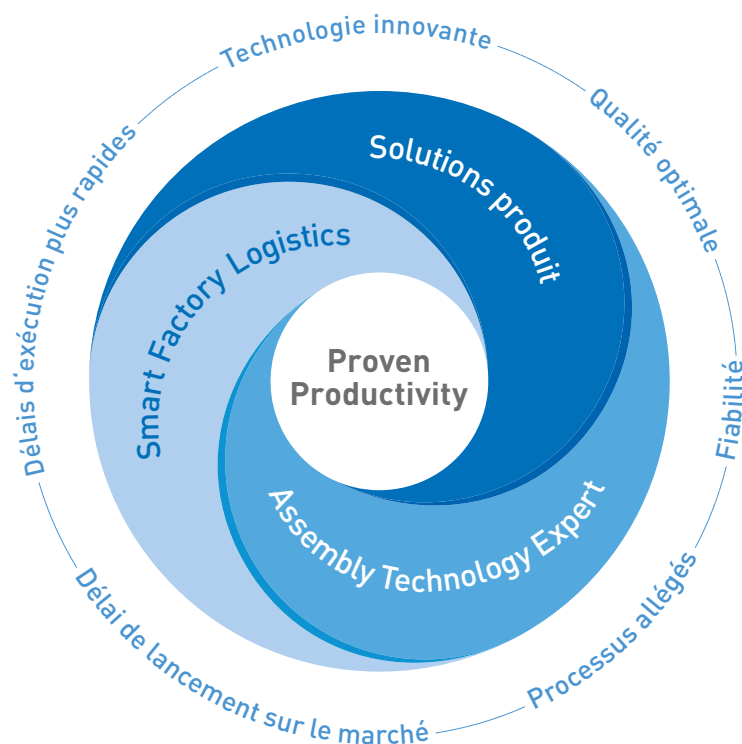 Technologie innovante
Qualité optimale
Fiabilité
Processus allégés
Délai de lancement sur le marché
Délais d‘exécution plus rapides
Solutions produit
Smart Factory Logistics
Assembly Technology Expert
Proven
Productivity